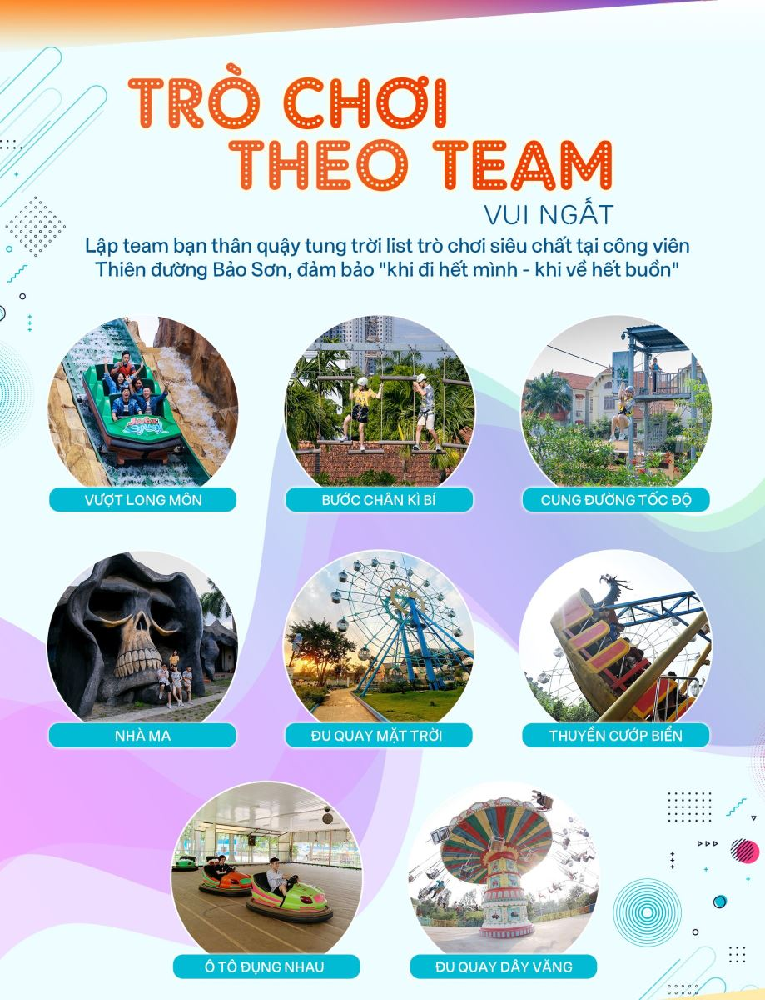 TRÒ CHƠI
THEO TEAM
VUI NGẤT
Lập team bạn thân quậy tung trời list trò chơi siêu chất tại công viên
Thiên đường Bảo Sơn, đảm bảo "khi đi hết mình - khi về hết buồn"
VƯỢT LONG MÔN
BƯỚC CHÂN KÌ BÍ
CUNG ĐƯỜNG TỐC ĐỘ
NHÀ MA
ĐU QUAY MẶT TRỜI
THUYỀN CƯỚP BIỂN
Ô TÔ ĐỤNG NHAU
ĐU QUAY DÂY VĂNG